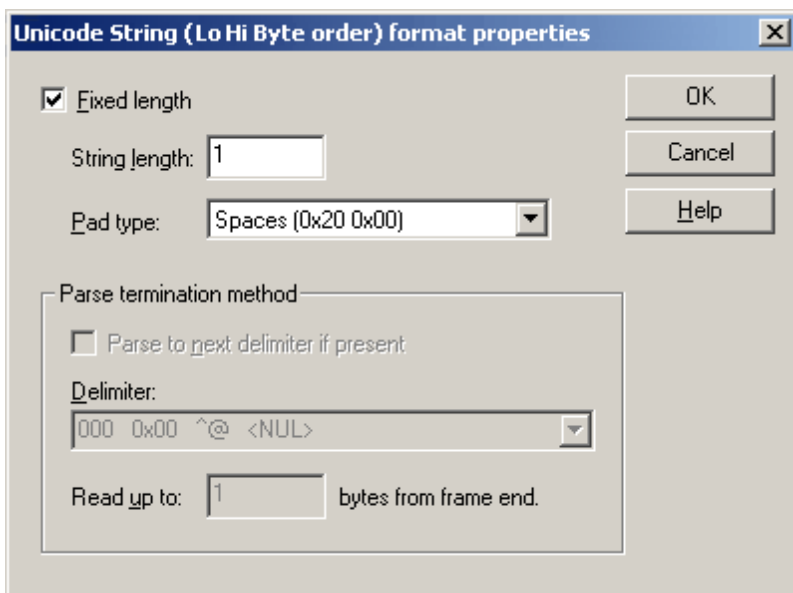 Unicode String (Lo Hi Byte order) format properties
Fixed length
OK
String length: 1
Cancel
Pad type: Spaces (0x20 0x00)
Help
Parse termination method
Parse to next delimiter if present
Delimiter:
000 0x00 ^@ <NUL>
Read up to: 1 bytes from frame end.